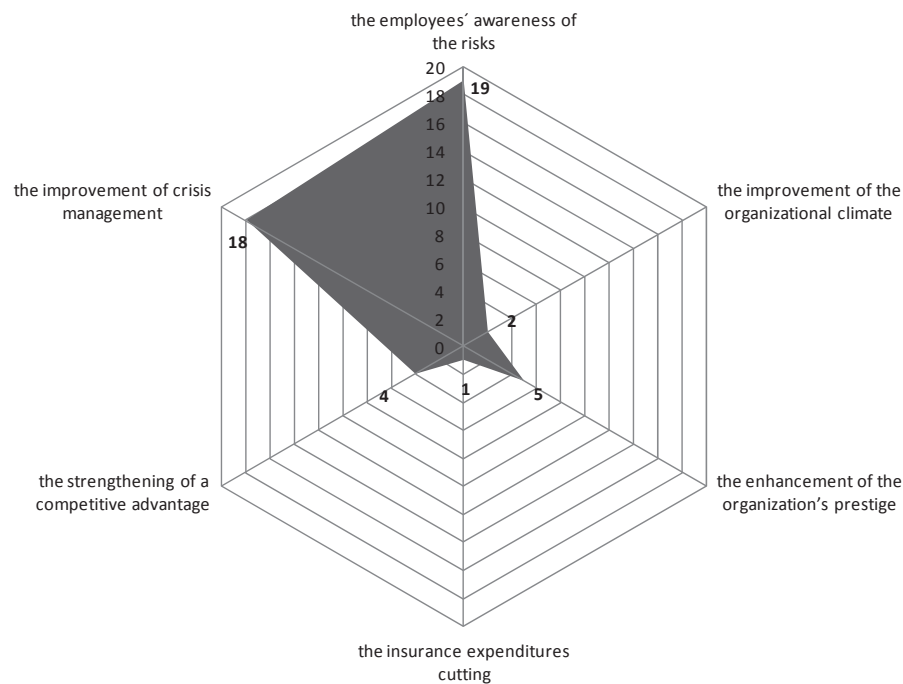 the employees´ awareness of
the risks
20
19
18
16
14
12
10
8
6
4
2
0
the improvement of the
organizational climate
2
the enhancement of the
organization’s prestige
5
the insurance expenditures
cutting
1
the strengthening of a
competitive advantage
4
the improvement of crisis
management
18